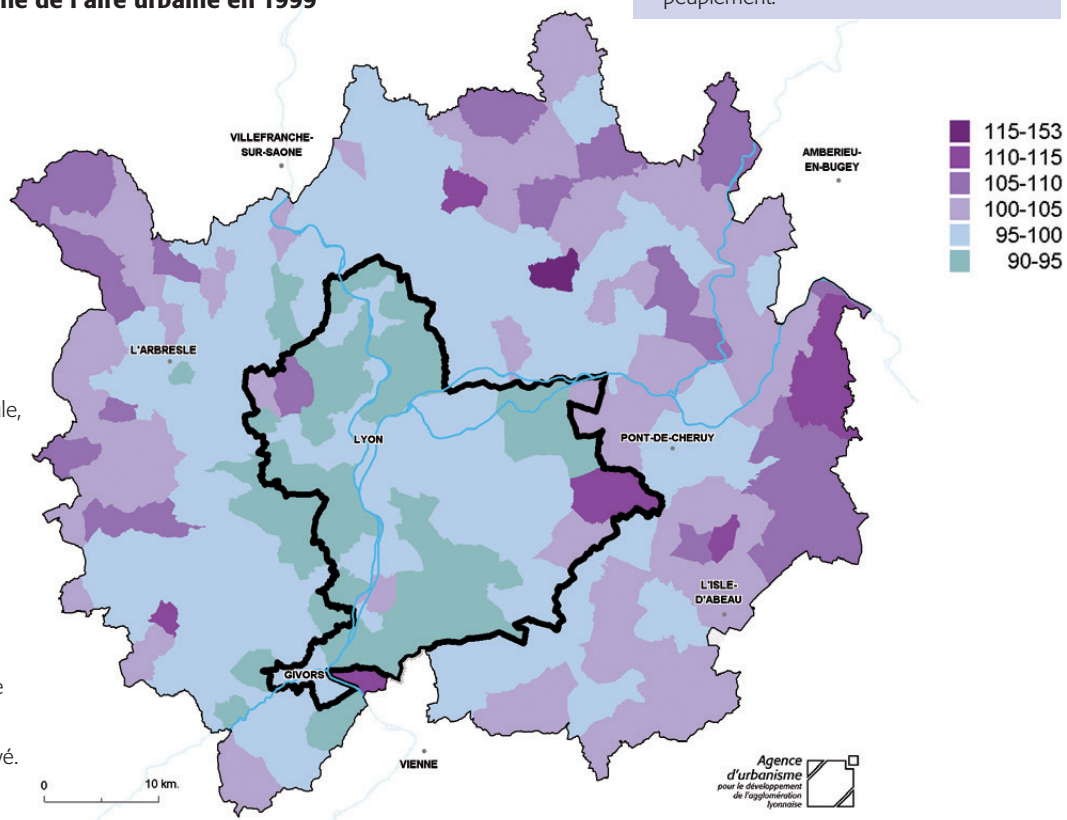 de l'aire urbaine en 1999
peuplement.
VILLEFRANCHE-
SUR-SAONE
AMBERIEU-
EN-BUGEY
115-153
110-115
105-110
100-105
95-100
90-95
L'ARBRESLE
LYON
PONT-DE-CHERUY
L'ISLE-
D'ABEAU
GIVORS
VIENNE
0 10 km.
Agence
d'urbanisme
pour le développement
de l'agglomération
lyonnaise